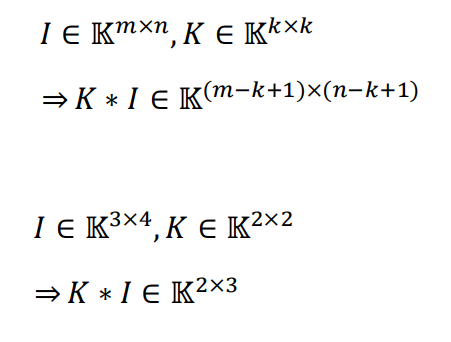 I ∈ 𝕂^{m×n}, K ∈ 𝕂^{k×k}
⇒ K ∗ I ∈ 𝕂^{(m−k+1)×(n−k+1)}
I ∈ 𝕂^{3×4}, K ∈ 𝕂^{2×2}
⇒ K ∗ I ∈ 𝕂^{2×3}